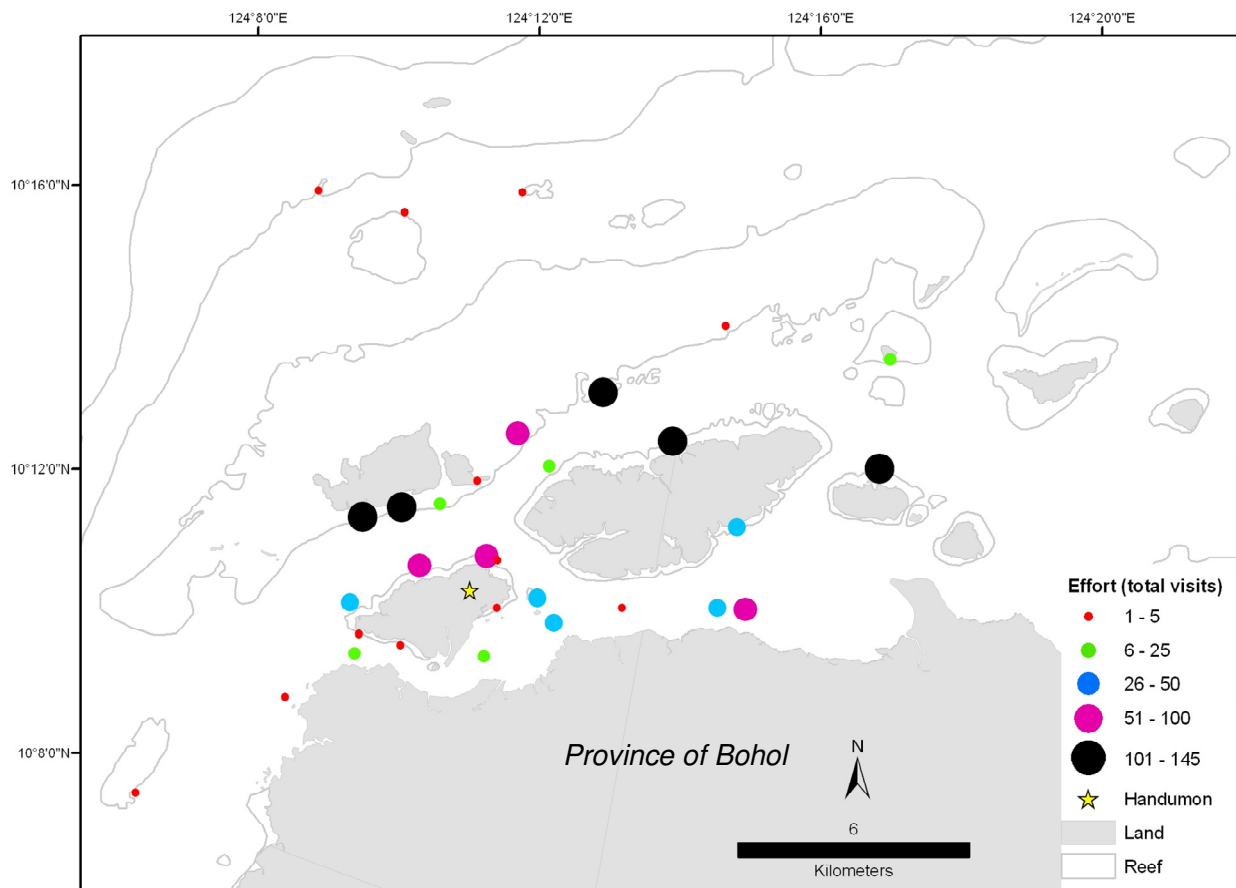 124°8'0"E 124°12'0"E 124°16'0"E 124°20'0"E
10°16'0"N
10°12'0"N
10°8'0"N
Province of Bohol
N
6
Kilometers
Effort (total visits)
1 - 5
6 - 25
26 - 50
51 - 100
101 - 145
Handumon
Land
Reef